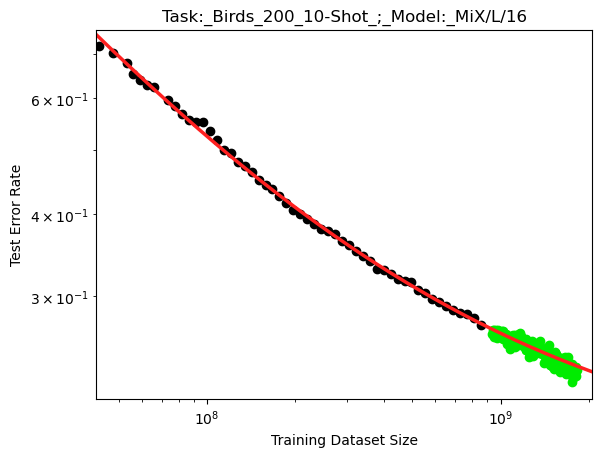 Task:_Birds_200_10-Shot_;_Model:_MiX/L/16
6 × 10⁻¹
4 × 10⁻¹
3 × 10⁻¹
Test Error Rate
10⁸
10⁹
Training Dataset Size